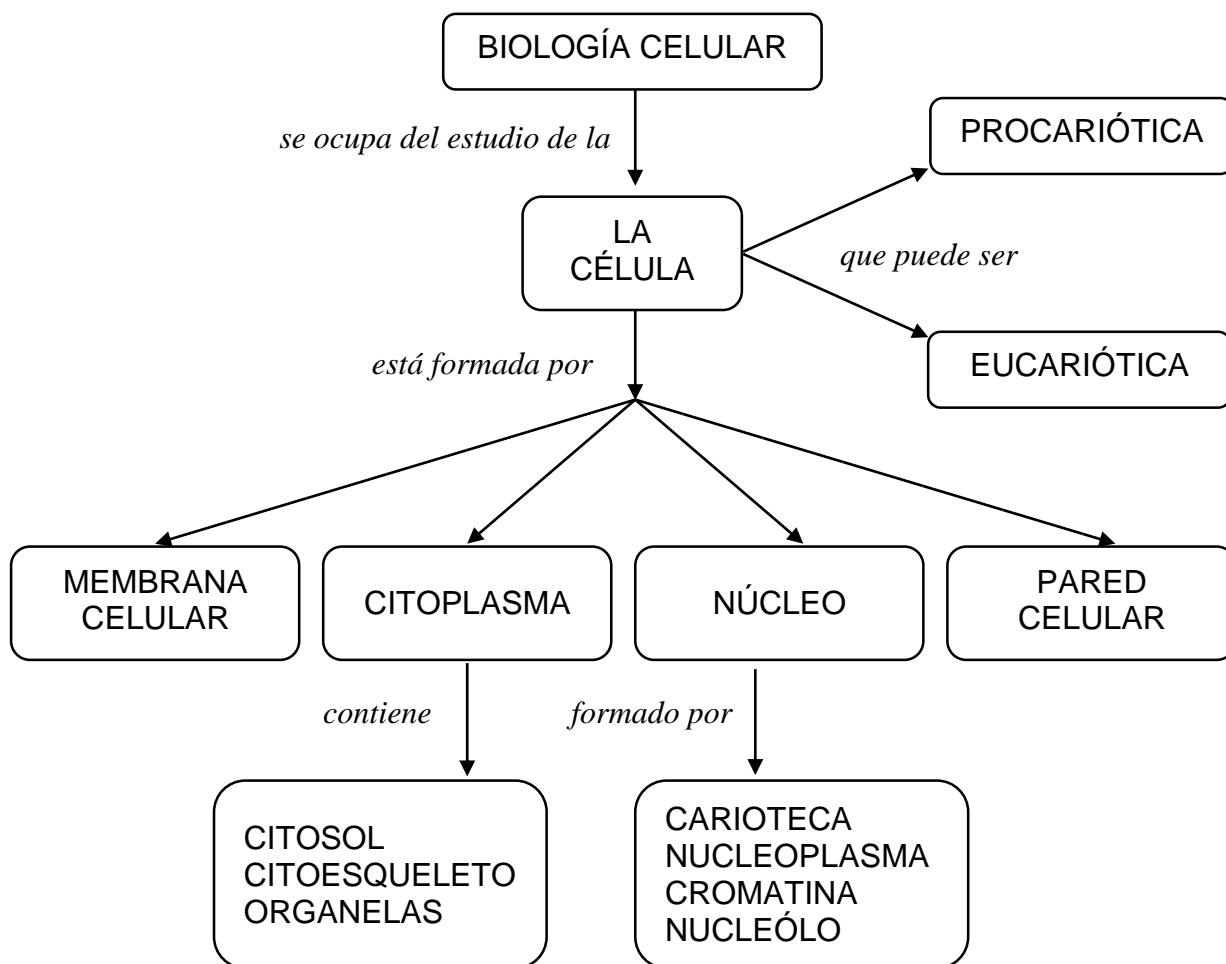 BIOLOGÍA CELULAR
se ocupa del estudio de la
PROCARIÓTICA
LA
CÉLULA
que puede ser
EUCARIÓTICA
está formada por
MEMBRANA
CELULAR
CITOPLASMA
NÚCLEO
PARED
CELULAR
contiene
formado por
CITOSOL
CITOESQUELETO
ORGANELAS
CARIOTECA
NUCLEOPLASMA
CROMATINA
NUCLEÓLO